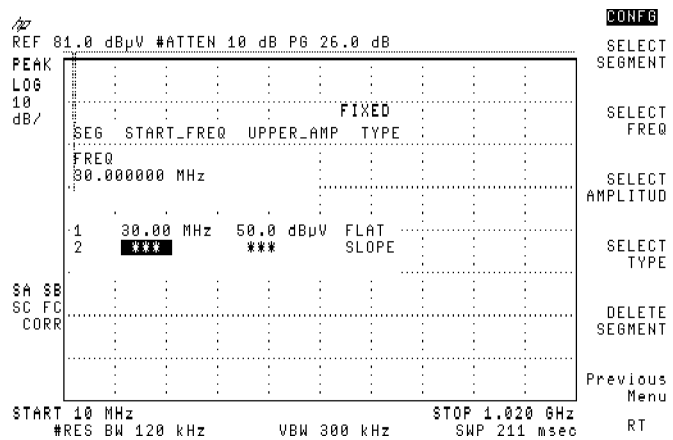 hp
CONFG
REF 81.0 dBµV #ATTEN 10 dB PG 26.0 dB
PEAK
LOG
10
dB/
FIXED
SEG START_FREQ UPPER_AMP TYPE
FREQ
30.000000 MHz
1 30.00 MHz 50.0 dBµV FLAT
2 *** *** SLOPE
SA SB
SC FC
CORR
START 10 MHz STOP 1.020 GHz
#RES BW 120 kHz VBW 300 kHz SWP 211 msec
SELECT
SEGMENT
SELECT
FREQ
SELECT
AMPLITUD
SELECT
TYPE
DELETE
SEGMENT
Previous
Menu
RT